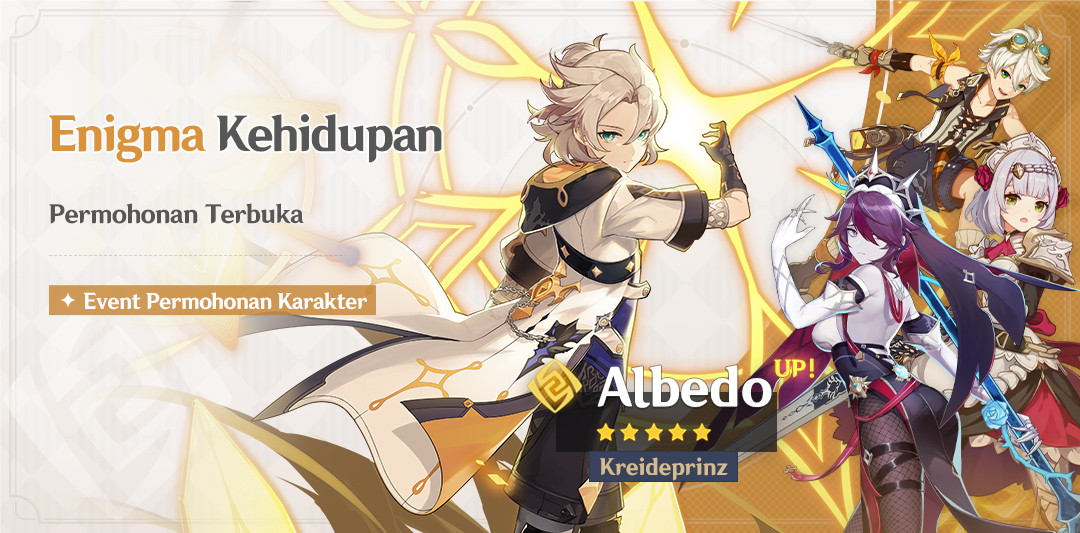 Enigma Kehidupan
Permohonan Terbuka
✦ Event Permohonan Karakter
Albedo UP!
Kreideprinz